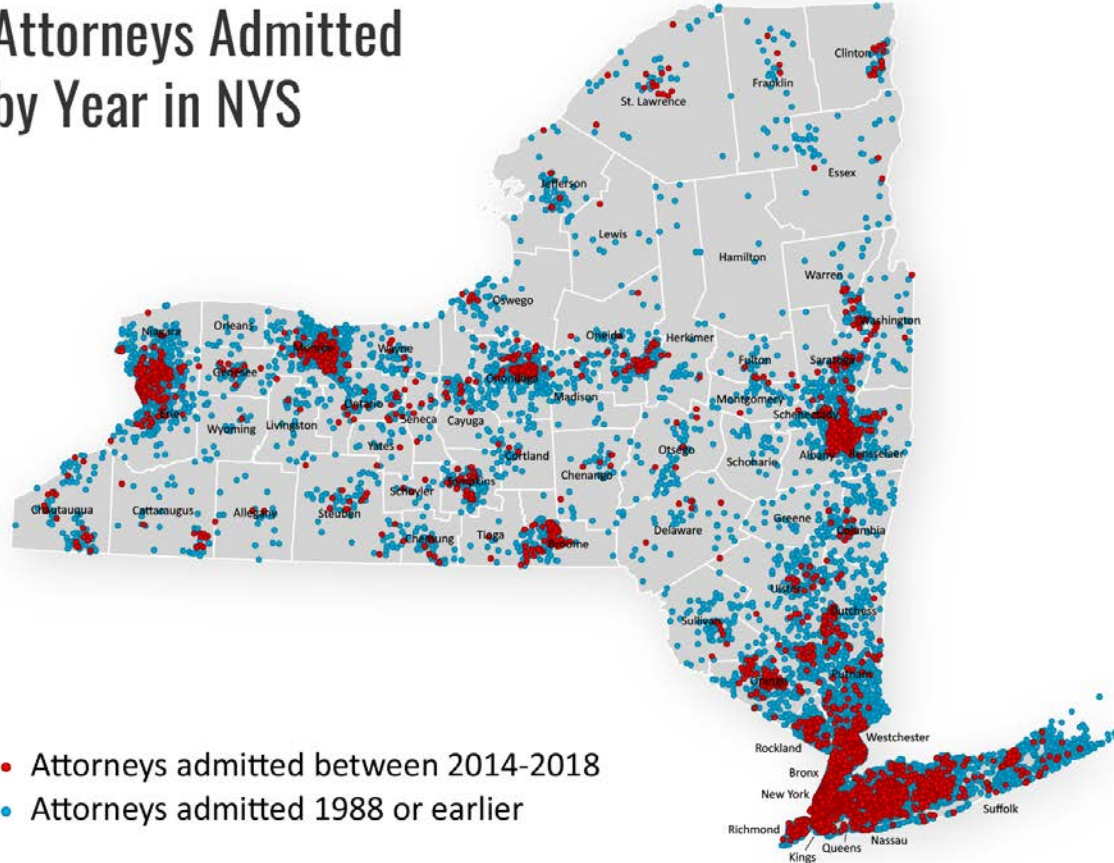 Attorneys Admitted
by Year in NYS
Clinton
Franklin
St. Lawrence
Essex
Jefferson
Lewis
Hamilton
Warren
Oswego
Washington
Niagara
Orleans
Oneida
Herkimer
Monroe
Wayne
Fulton
Saratoga
Genesee
Onondaga
Madison
Montgomery
Ontario
Schenectady
Erie
Seneca
Cayuga
Wyoming
Livingston
Yates
Otsego
Albany
Rensselaer
Cortland
Schoharie
Chenango
Tompkins
Schuyler
Chautauqua
Cattaraugus
Allegany
Steuben
Greene
Delaware
Columbia
Chemung
Tioga
Broome
Ulster
Dutchess
Sullivan
Putnam
Orange
Westchester
Rockland
Attorneys admitted between 2014-2018
Bronx
New York
Attorneys admitted 1988 or earlier
Suffolk
Richmond
Nassau
Queens
Kings